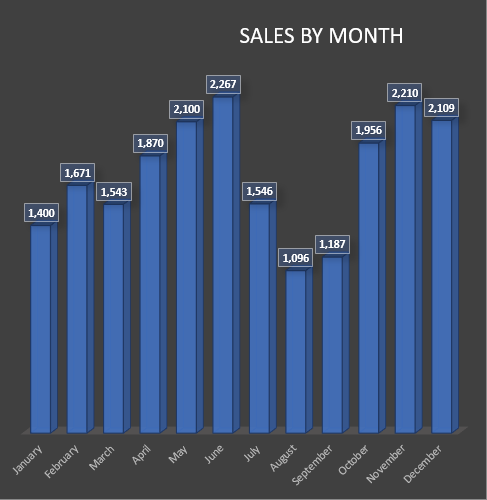 SALES BY MONTH
2,267
2,210
2,100
2,109
1,956
1,870
1,671
1,543
1,546
1,400
1,187
1,096
January
February
March
April
May
June
July
August
September
October
November
December